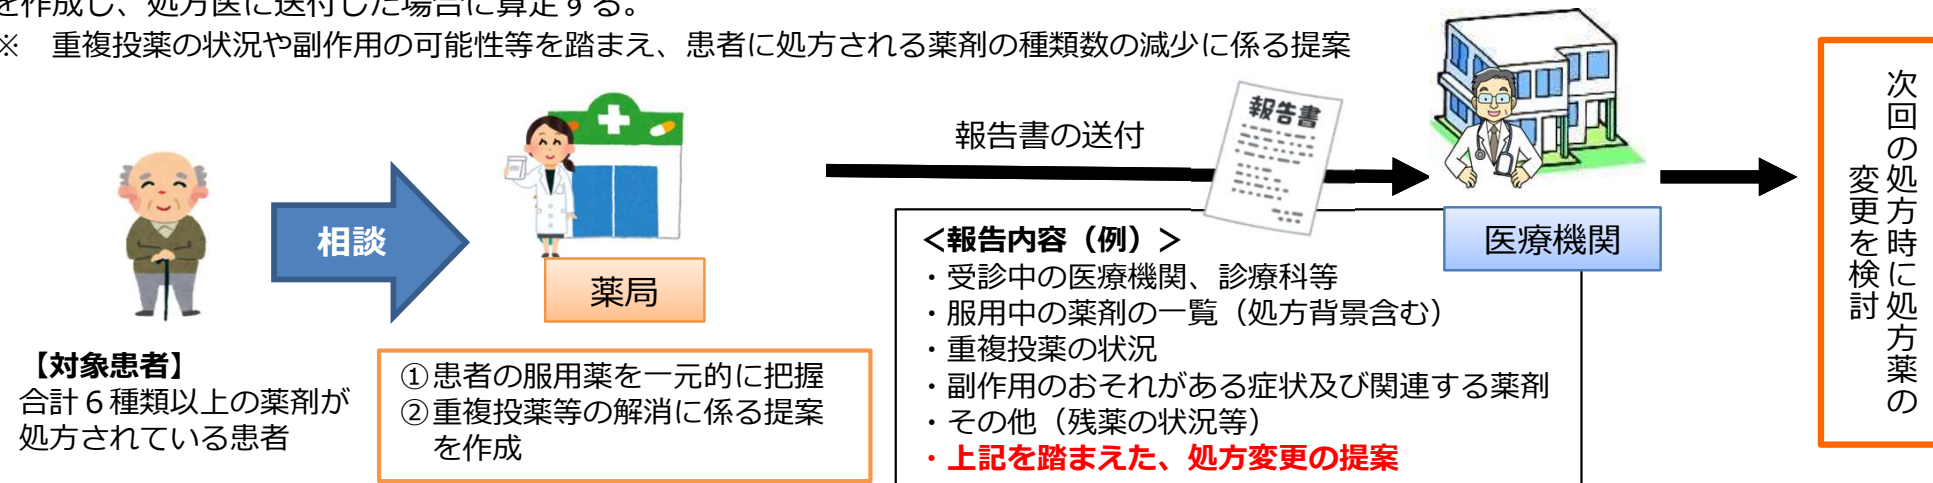 を作成し、処方医に送付した場合に算定する。
※ 重複投薬の状況や副作用の可能性等を踏まえ、患者に処方される薬剤の種類数の減少に係る提案
相談
薬局
報告書の送付
報告書
医療機関
次回の処方時に処方薬の
変更を検討
【対象患者】
合計６種類以上の薬剤が
処方されている患者
①患者の服用薬を一元的に把握
②重複投薬等の解消に係る提案
を作成
＜報告内容（例）＞
・受診中の医療機関、診療科等
・服用中の薬剤の一覧（処方背景含む）
・重複投薬の状況
・副作用のおそれがある症状及び関連する薬剤
・その他（残薬の状況等）
・上記を踏まえた、処方変更の提案